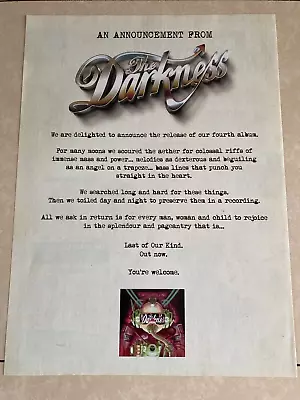 AN ANNOUNCEMENT FROM
The
Darkness
We are delighted to announce the release of our fourth album.
For many moons we scoured the aether for colossal riffs of
immense mass and power... melodies as dexterous and beguiling
as an angel on a trapeze... bass lines that punch you
straight in the heart.
We searched long and hard for these things.
Then we toiled day and night to preserve them in a recording.
All we ask in return is for every man, woman and child to rejoice
in the splendour and pageantry that is...
Last of Our Kind.
Out now.
You're welcome.
The
Darkness